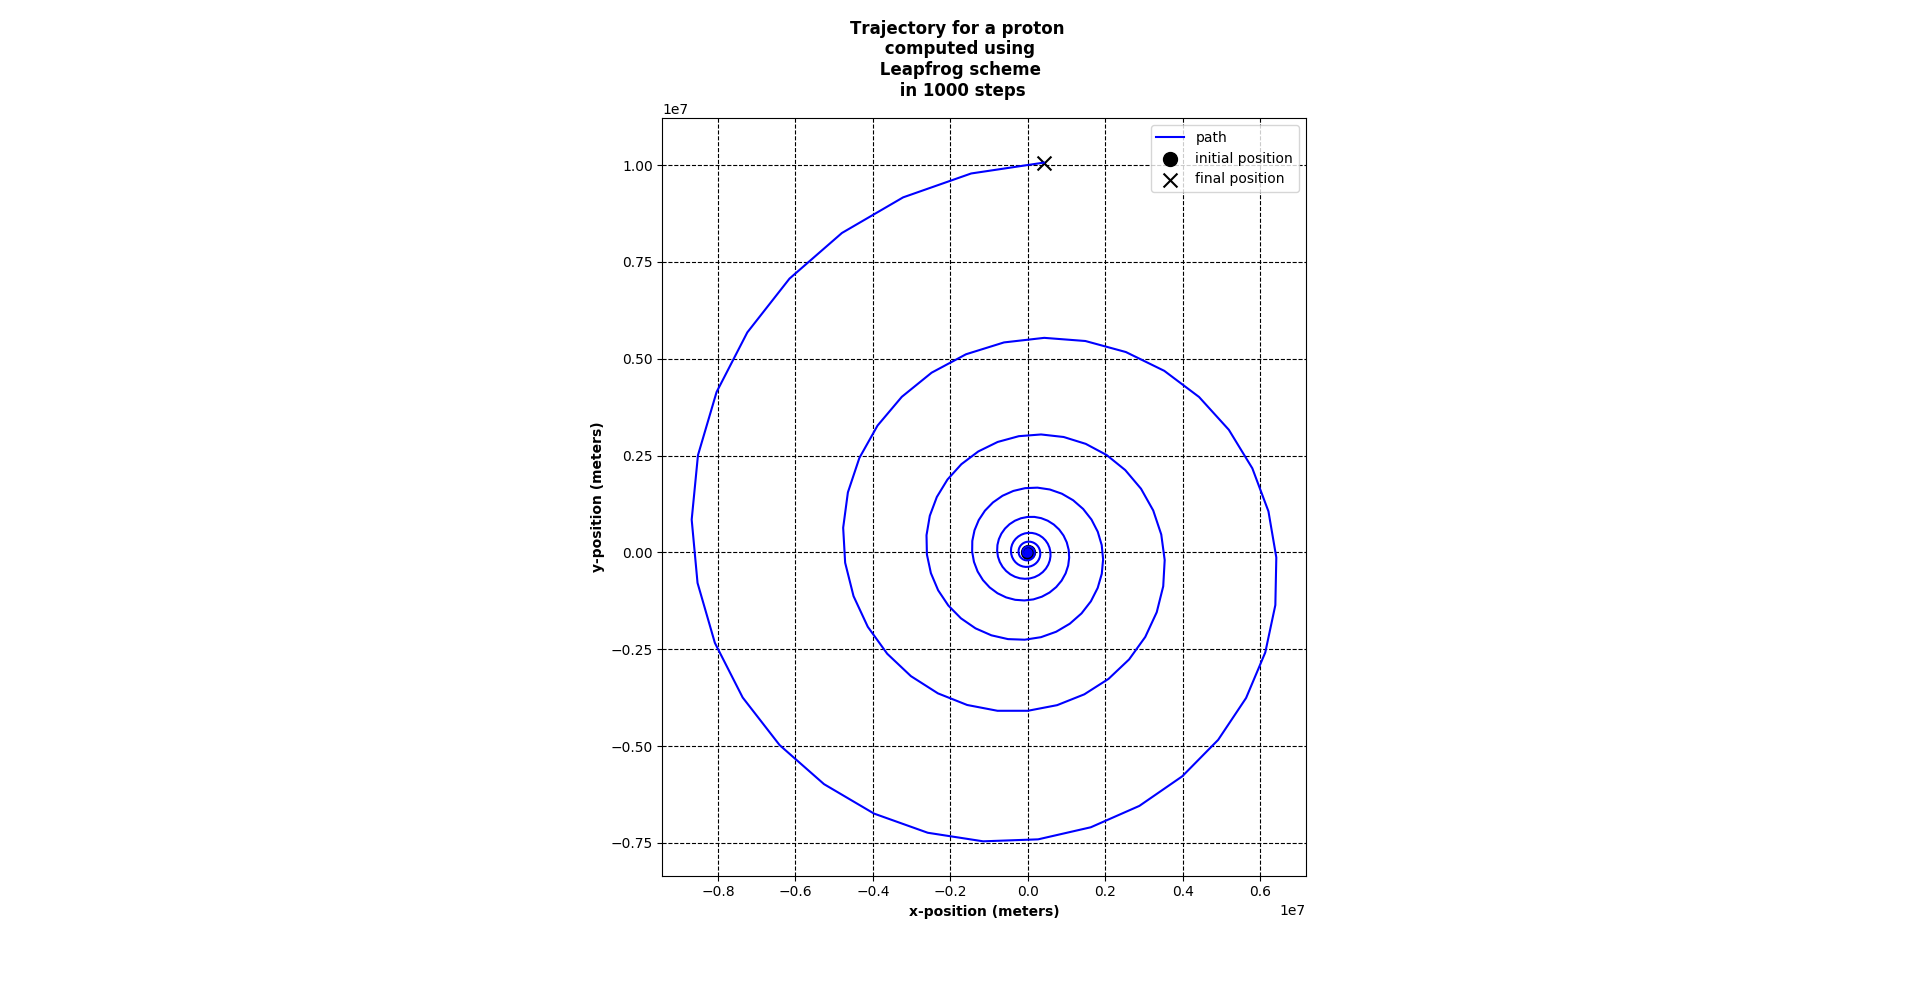 Trajectory for a proton
computed using
Leapfrog scheme
in 1000 steps
1e7
path
initial position
final position
1.00
0.75
0.50
0.25
0.00
−0.25
−0.50
−0.75
y-position (meters)
−0.8 −0.6 −0.4 −0.2 0.0 0.2 0.4 0.6
x-position (meters)
1e7